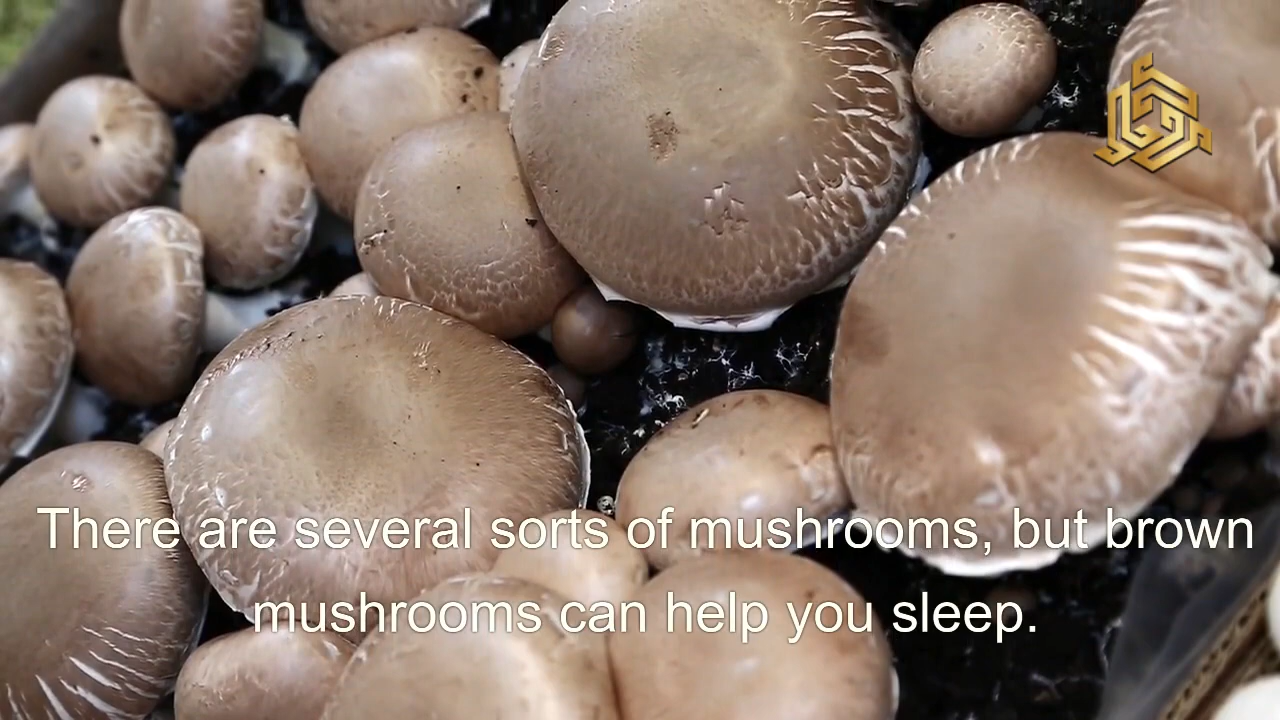 There are several sorts of mushrooms, but brown
mushrooms can help you sleep.